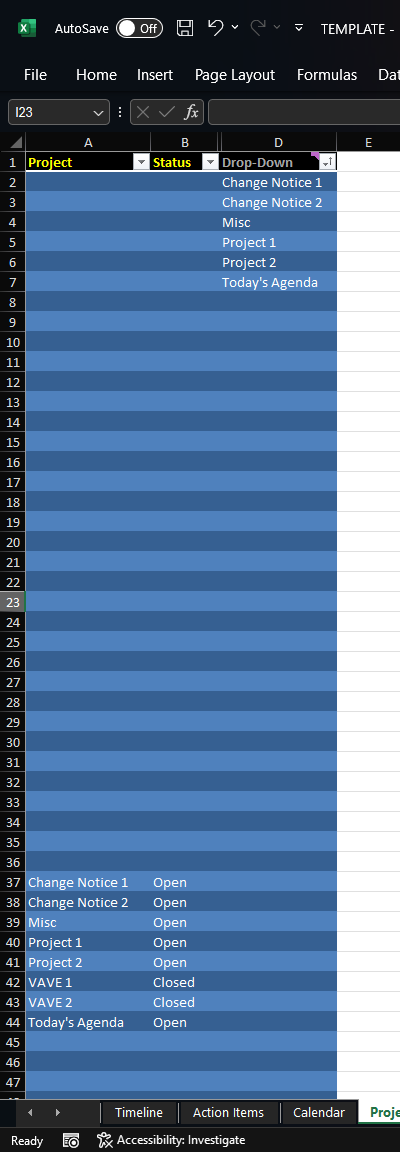 AutoSave Off TEMPLATE -
File Home Insert Page Layout Formulas Dat
I23 fx
A B D E
1 Project Status Drop-Down
2 Change Notice 1
3 Change Notice 2
4 Misc
5 Project 1
6 Project 2
7 Today's Agenda
8
9
10
11
12
13
14
15
16
17
18
19
20
21
22
23
24
25
26
27
28
29
30
31
32
33
34
35
36
37 Change Notice 1 Open
38 Change Notice 2 Open
39 Misc Open
40 Project 1 Open
41 Project 2 Open
42 VAVE 1 Closed
43 VAVE 2 Closed
44 Today's Agenda Open
45
46
47
Timeline Action Items Calendar Proje
Ready Accessibility: Investigate